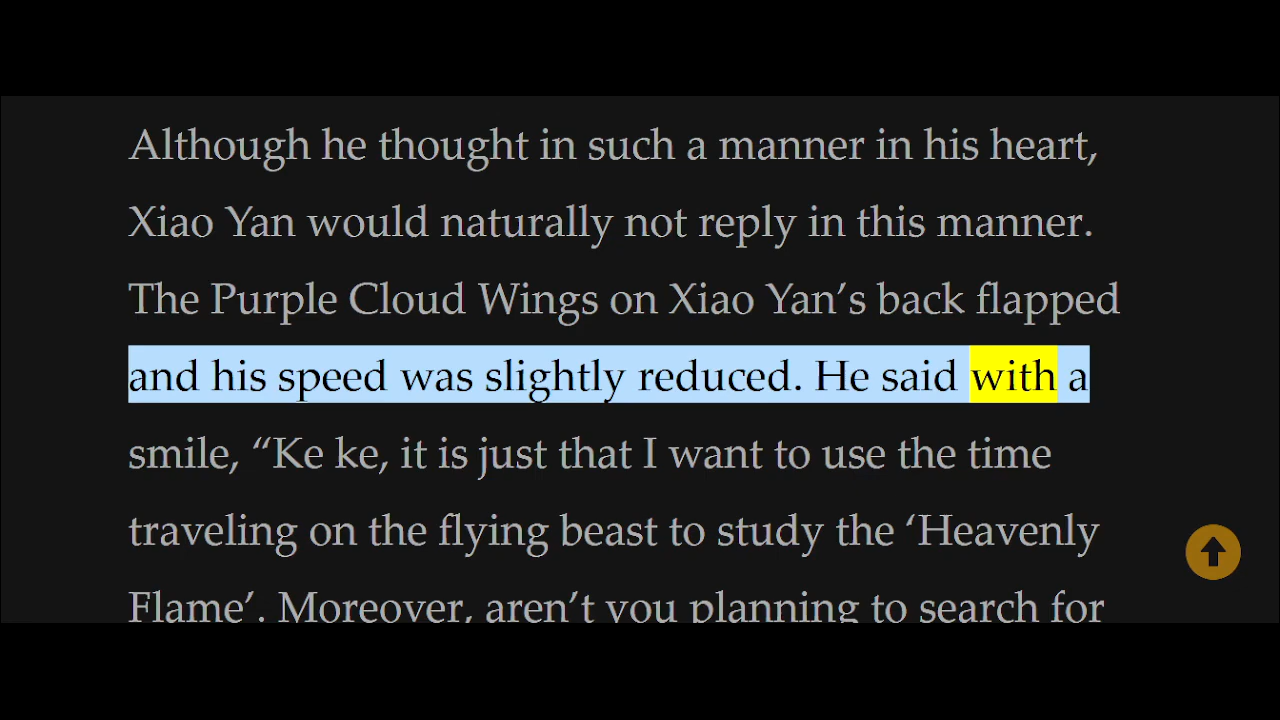 Although he thought in such a manner in his heart,
Xiao Yan would naturally not reply in this manner.
The Purple Cloud Wings on Xiao Yan’s back flapped
and his speed was slightly reduced. He said with a
smile, “Ke ke, it is just that I want to use the time
traveling on the flying beast to study the ‘Heavenly
Flame’. Moreover, aren’t you planning to search for